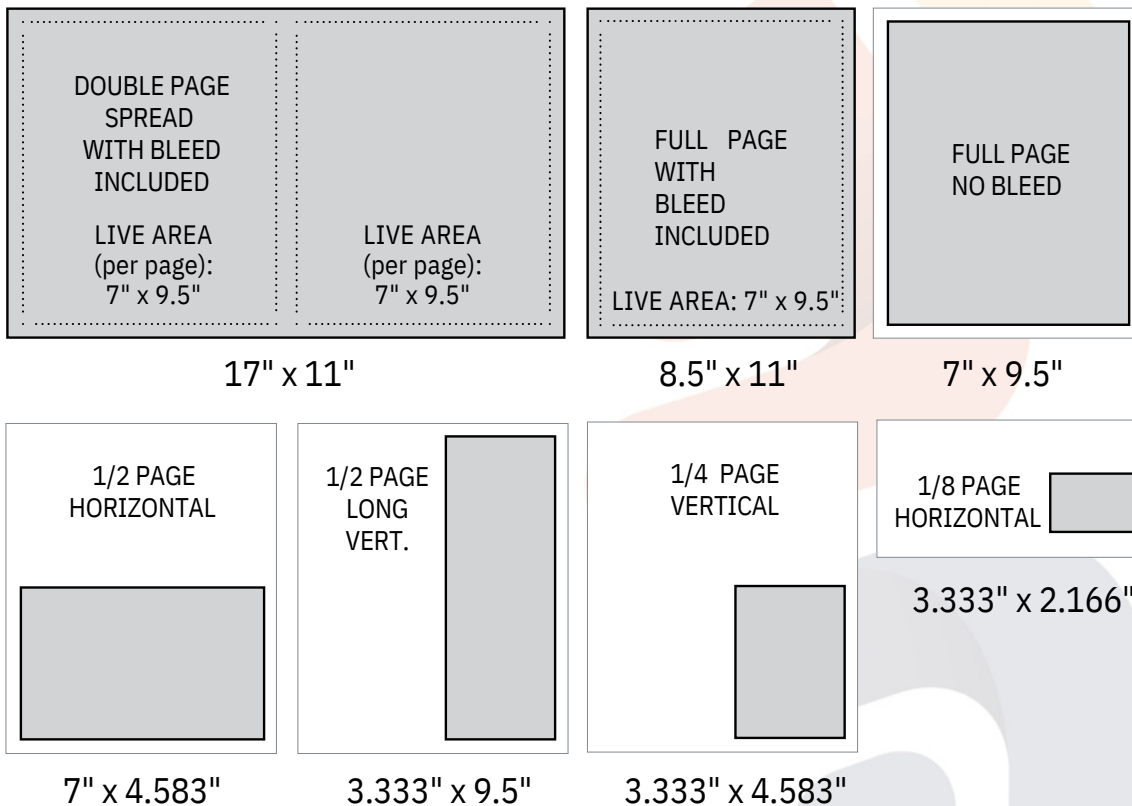 DOUBLE PAGE
SPREAD
WITH BLEED
INCLUDED
LIVE AREA
(per page):
7" x 9.5"
LIVE AREA
(per page):
7" x 9.5"
17" x 11"
FULL PAGE
WITH
BLEED
INCLUDED
LIVE AREA: 7" x 9.5"
8.5" x 11"
FULL PAGE
NO BLEED
7" x 9.5"
1/2 PAGE
HORIZONTAL
7" x 4.583"
1/2 PAGE
LONG
VERT.
3.333" x 9.5"
1/4 PAGE
VERTICAL
3.333" x 4.583"
1/8 PAGE
HORIZONTAL
3.333" x 2.166"